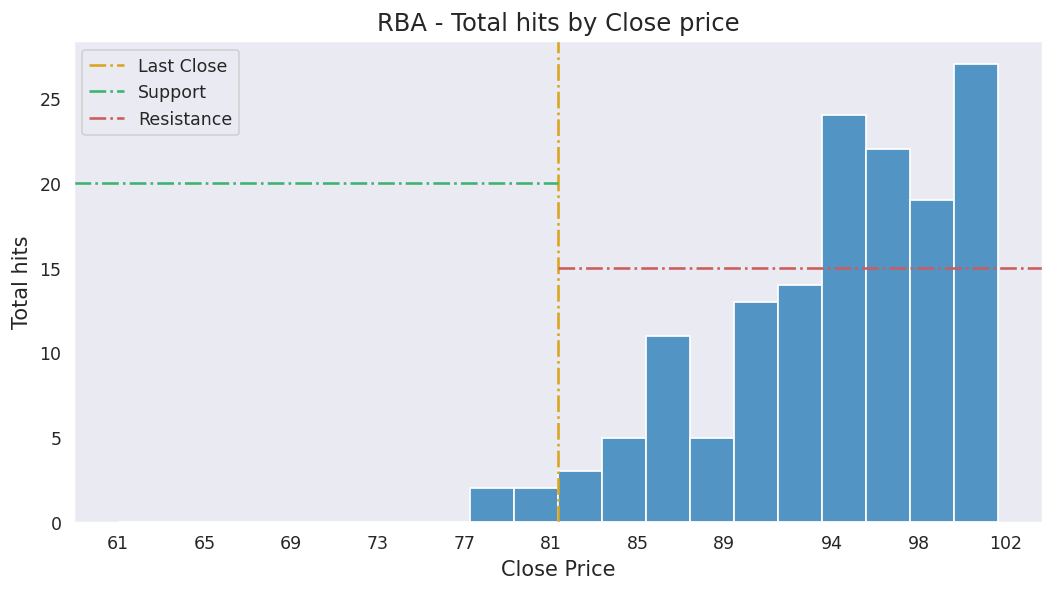 RBA - Total hits by Close price
Last Close
Support
Resistance
25
20
15
10
5
0
Total hits
61 65 69 73 77 81 85 89 94 98 102
Close Price